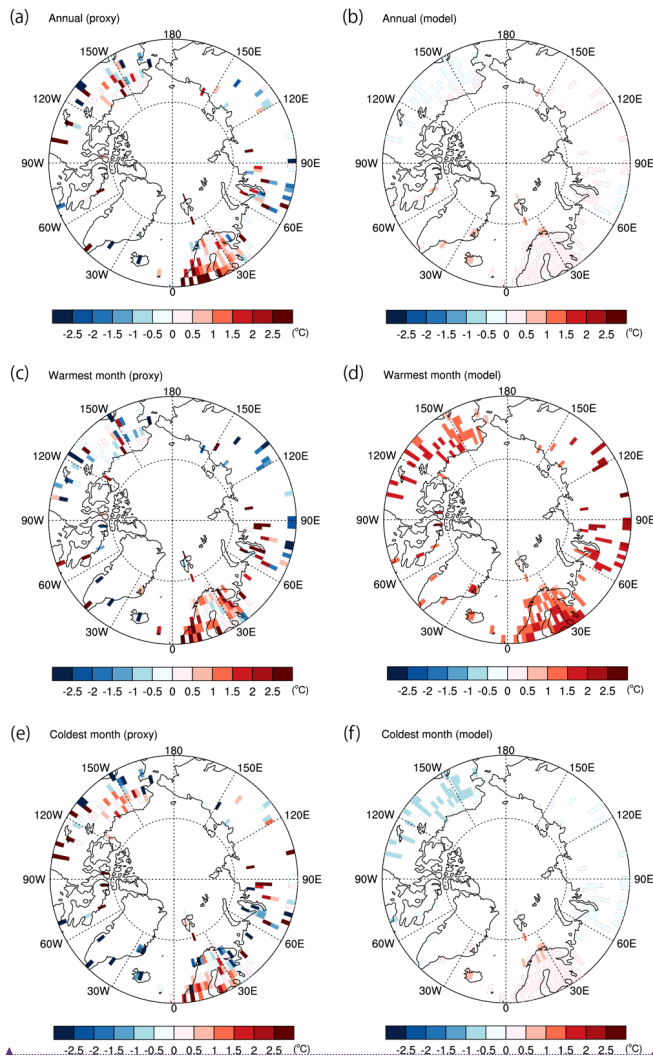 (a) Annual (proxy)
180
150W 150E
120W 120E
90W 90E
60W 60E
30W 30E
0
-2.5 -2 -1.5 -1 -0.5 0 0.5 1 1.5 2 2.5 (°C)
(b) Annual (model)
180
150W 150E
120W 120E
90W 90E
60W 60E
30W 30E
0
-2.5 -2 -1.5 -1 -0.5 0 0.5 1 1.5 2 2.5 (°C)
(c) Warmest month (proxy)
180
150W 150E
120W 120E
90W 90E
60W 60E
30W 30E
0
-2.5 -2 -1.5 -1 -0.5 0 0.5 1 1.5 2 2.5 (°C)
(d) Warmest month (model)
180
150W 150E
120W 120E
90W 90E
60W 60E
30W 30E
0
-2.5 -2 -1.5 -1 -0.5 0 0.5 1 1.5 2 2.5 (°C)
(e) Coldest month (proxy)
180
150W 150E
120W 120E
90W 90E
60W 60E
30W 30E
0
-2.5 -2 -1.5 -1 -0.5 0 0.5 1 1.5 2 2.5 (°C)
(f) Coldest month (model)
180
150W 150E
120W 120E
90W 90E
60W 60E
30W 30E
0
-2.5 -2 -1.5 -1 -0.5 0 0.5 1 1.5 2 2.5 (°C)